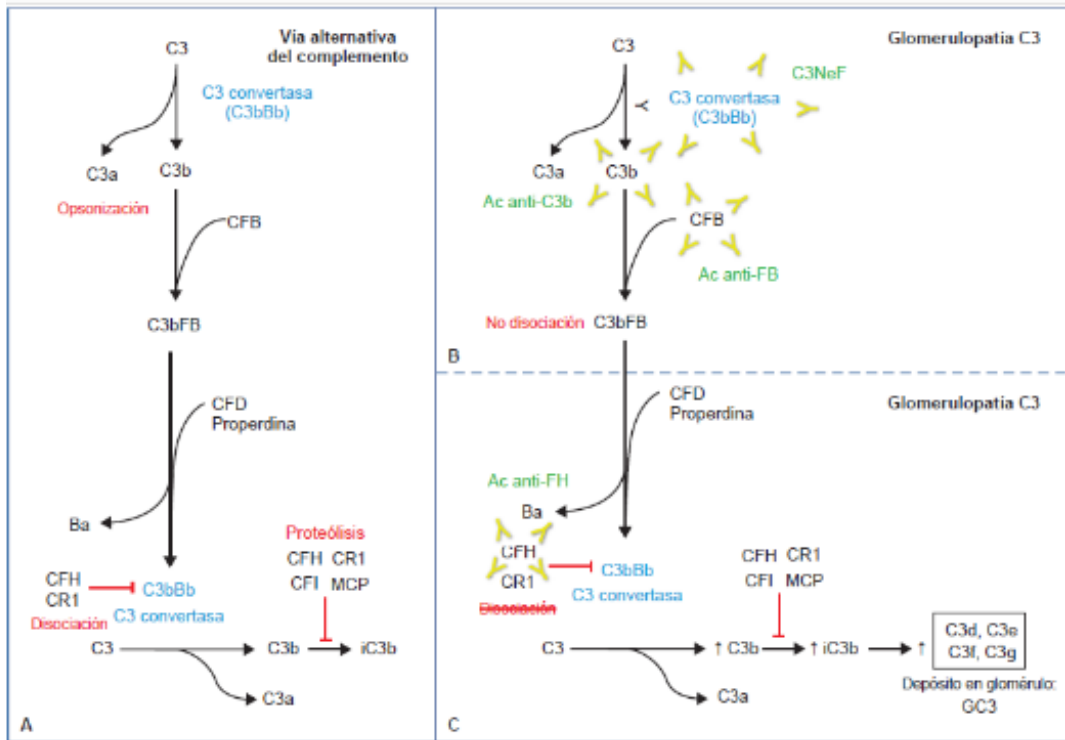 Via alternativa
del complemento
C3
C3 convertasa
(C3bBb)
C3a
C3b
Opsonización
CFB
C3bFB
CFD
Properdina
Ba
Proteólisis
CFH CR1
CFI MCP
CFH
CR1
C3bBb
Disociación
C3 convertasa
C3
C3b
iC3b
C3a
A
Glomerulopatia C3
C3
C3NeF
C3 convertasa
(C3bBb)
C3a
C3b
Ac anti-C3b
CFB
Ac anti-FB
No disociación
C3bFB
B
Glomerulopatia C3
CFD
Properdina
Ac anti-FH
Ba
CFH
CR1
C3bBb
C3 convertasa
Disociación
CFH CR1
CFI MCP
C3
↑ C3b
↑ iC3b
↑
C3d, C3e
C3f, C3g
Depósito en glomérulo:
GC3
C3a
C